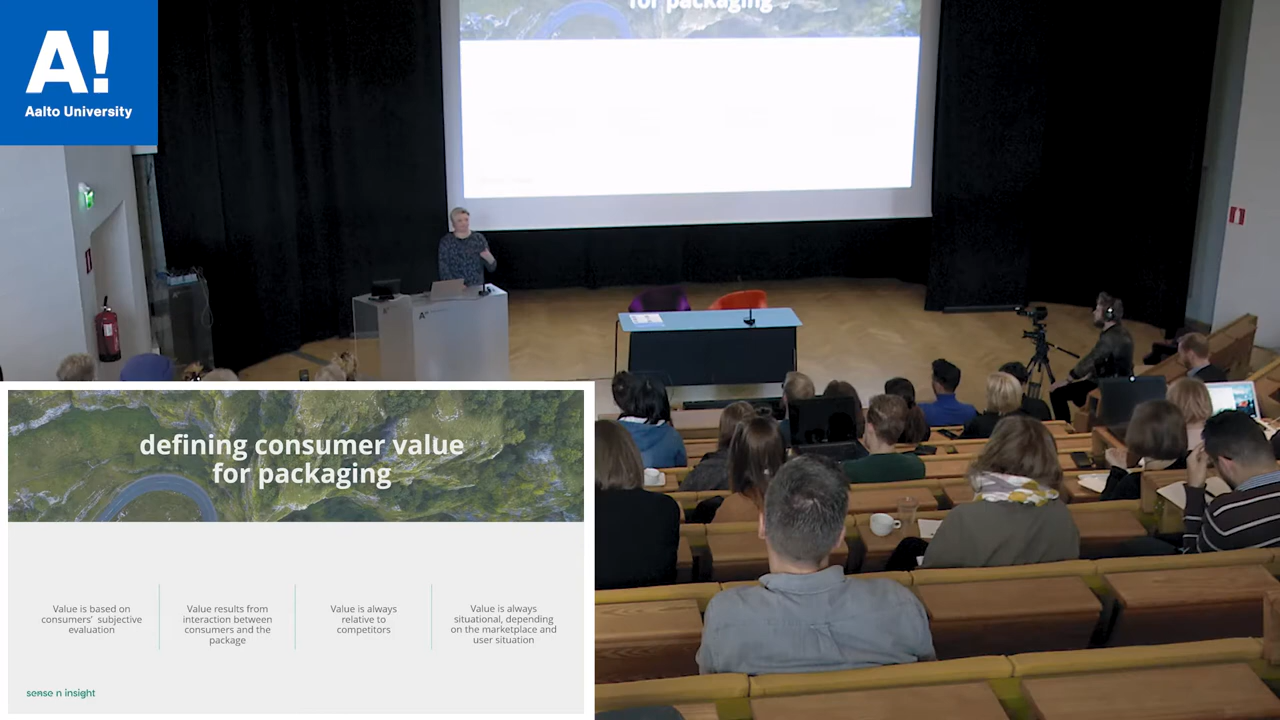 A!
Aalto University
for packaging
A!
defining consumer value
for packaging
Value is based on
consumers' subjective
evaluation
Value results from
interaction between
consumers and the
package
Value is always
relative to
competitors
Value is always
situational, depending
on the marketplace and
user situation
sense n insight